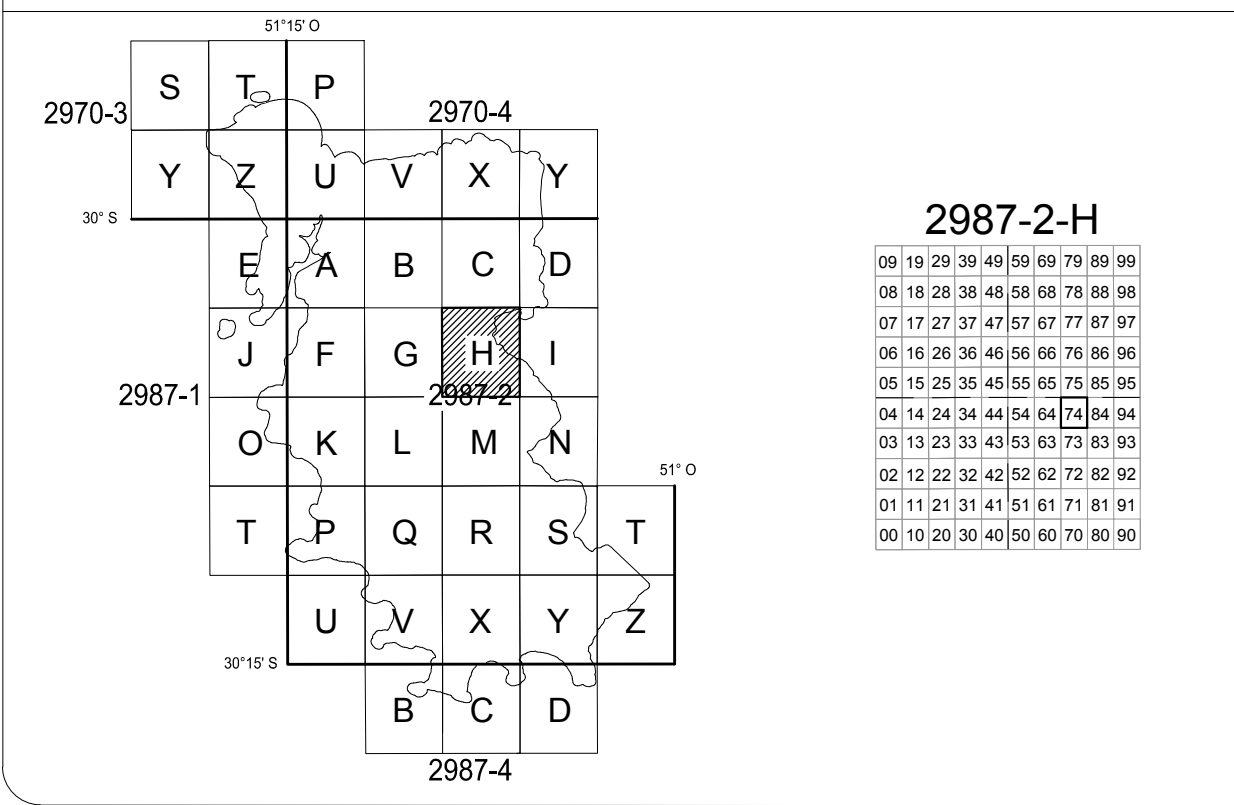 51°15' O
S T P
2970-3 2970-4
Y Z U V X Y
30° S
E A B C D
J F G H I
2987-1 2987-2
O K L M N
51° O
T P Q R S T
U V X Y Z
30°15' S
B C D
2987-4
2987-2-H
09 19 29 39 49 59 69 79 89 99
08 18 28 38 48 58 68 78 88 98
07 17 27 37 47 57 67 77 87 97
06 16 26 36 46 56 66 76 86 96
05 15 25 35 45 55 65 75 85 95
04 14 24 34 44 54 64 74 84 94
03 13 23 33 43 53 63 73 83 93
02 12 22 32 42 52 62 72 82 92
01 11 21 31 41 51 61 71 81 91
00 10 20 30 40 50 60 70 80 90